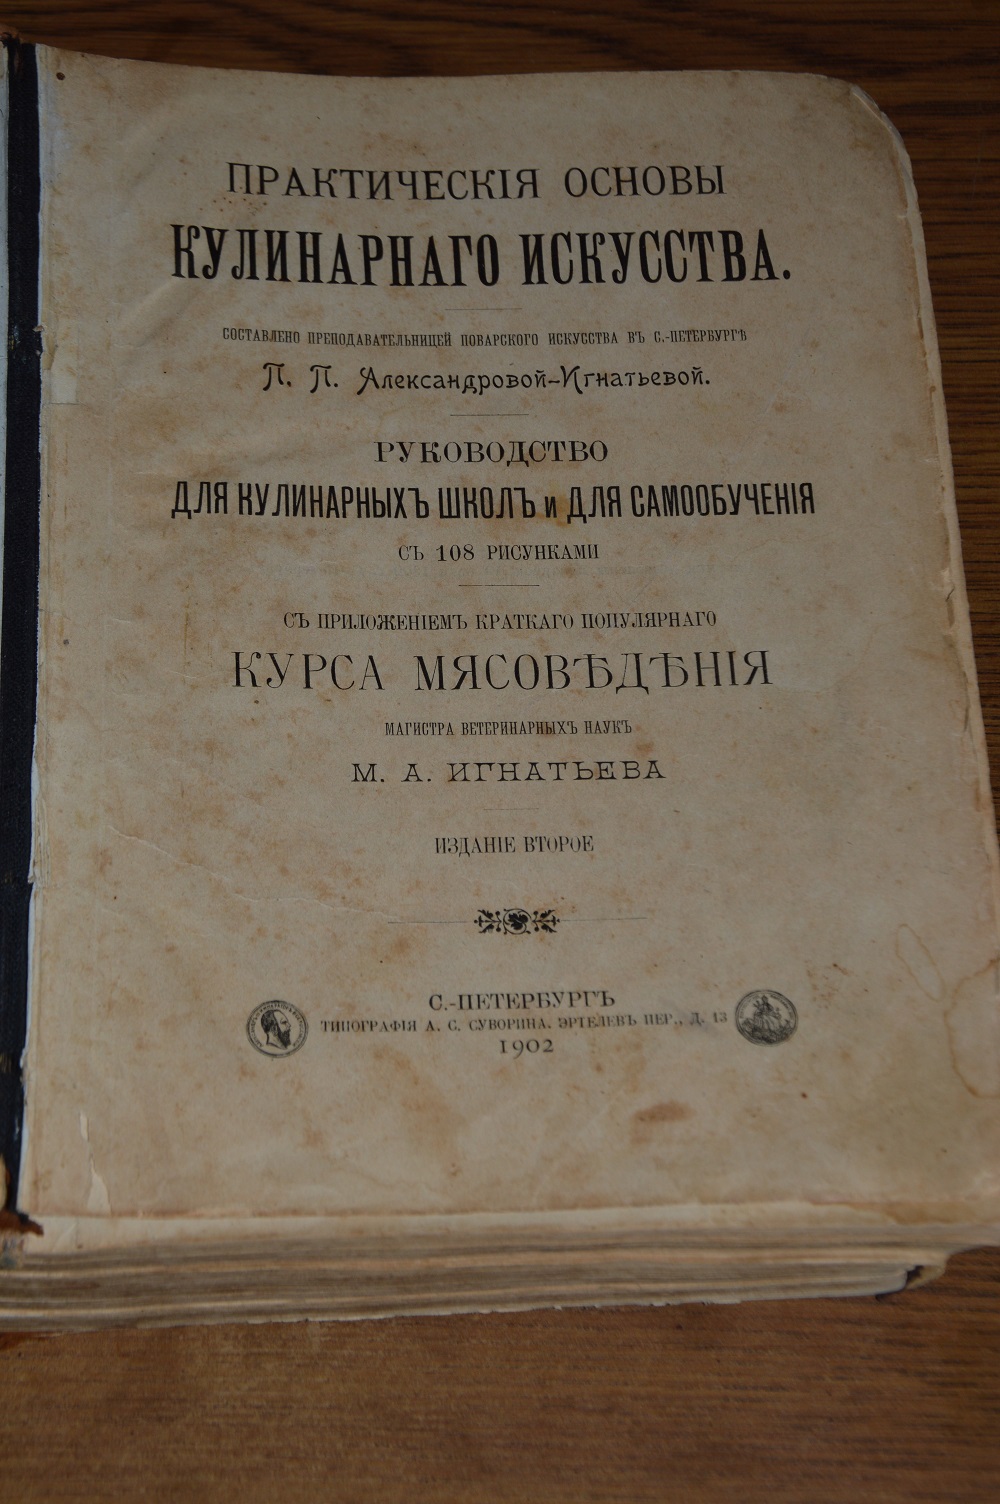 ПРАКТИЧЕСКІЯ ОСНОВЫ
КУЛИНАРНАГО ИСКУССТВА.
СОСТАВЛЕНО ПРЕПОДАВАТЕЛЬНИЦЕЙ ПОВАРСКОГО ИСКУССТВА ВЪ С.-ПЕТЕРБУРГѢ
П. П. Александровой-Игнатьевой.
РУКОВОДСТВО
ДЛЯ КУЛИНАРНЫХЪ ШКОЛЪ и ДЛЯ САМООБУЧЕНІЯ
СЪ 108 РИСУНКАМИ
СЪ ПРИЛОЖЕНІЕМЪ КРАТКАГО ПОПУЛЯРНАГО
КУРСА МЯСОВѢДѢНІЯ
МАГИСТРА ВЕТЕРИНАРНЫХЪ НАУКЪ
М. А. ИГНАТЬЕВА
ИЗДАНІЕ ВТОРОЕ
С.-ПЕТЕРБУРГЪ
ТИПОГРАФІЯ А. С. СУВОРИНА. ЭРТЕЛЕВЪ ПЕР., Д. 13
1902